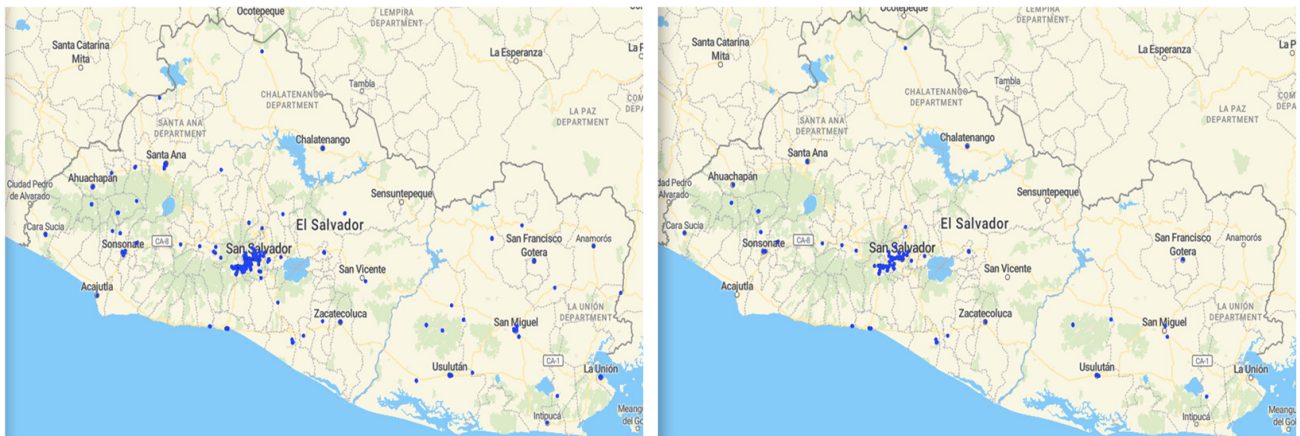 Ocotepeque
LEMPIRA
DEPARTMENT
Santa Catarina
Mita
La Esperanza
Tambla
CHALATENANGO
DEPARTMENT
LA PAZ
DEPARTMENT
SANTA ANA
DEPARTMENT
Chalatenango
Santa Ana
Ahuachapán
Ciudad Pedro
de Alvarado
Sensuntepeque
Cara Sucia
El Salvador
CA-8
Sonsonate
San Salvador
San Francisco
Gotera
Anamorós
San Vicente
Acajutla
LA UNIÓN
DEPARTMENT
Zacatecoluca
San Miguel
CA-1
Usulután
La Unión
Intipucá
Meangu
del Go
Ocotepeque
LEMPIRA
DEPARTMENT
Santa Catarina
Mita
La Esperanza
La P
Tambla
CHALATENANGO
DEPARTMENT
LA PAZ
DEPARTMENT
COM
DEPA
SANTA ANA
DEPARTMENT
Chalatenango
Santa Ana
Ahuachapán
dad Pedro
Alvarado
Sensuntepeque
Cara Sucia
El Salvador
CA-8
Sonsonate
San Salvador
San Francisco
Gotera
Anamorós
San Vicente
Acajutla
LA UNIÓN
DEPARTMENT
Zacatecoluca
San Miguel
CA-1
Usulután
La Unión
Intipucá
Meangu
del Go